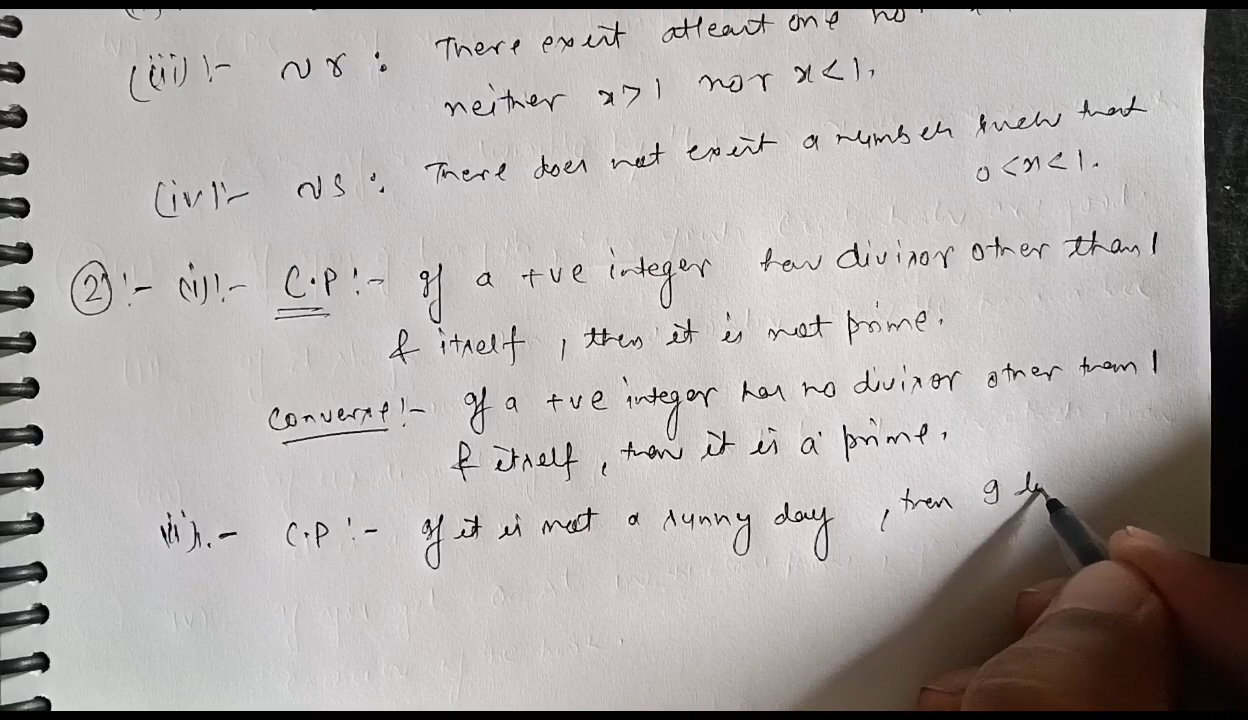 (iii) :- ~ r : There exist atleast one no
neither x > 1 nor x < 1.
(iv) :- ~ s : There does not exist a number such that
0 < x < 1.
② :- (i) :- C.P :- If a +ve integer has divisor other than 1
& itself , then it is not prime.
Converse :- If a +ve integer has no divisor other than 1
& itself , then it is a prime.
(ii). - C.P :- If it is not a sunny day , then I